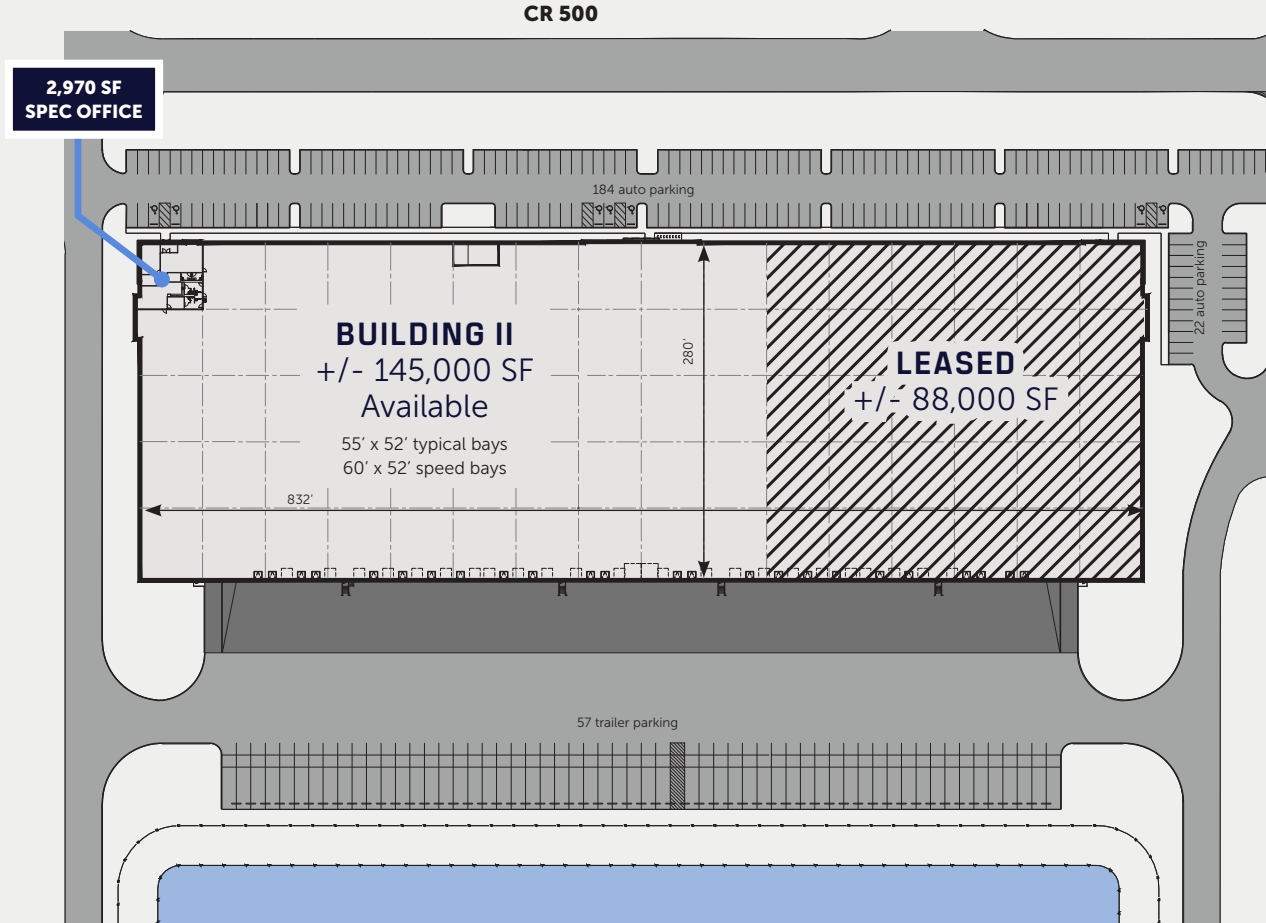 CR 500
2,970 SF
SPEC OFFICE
184 auto parking
22 auto parking
BUILDING II
+/- 145,000 SF
Available
55' x 52' typical bays
60' x 52' speed bays
280'
LEASED
+/- 88,000 SF
832'
57 trailer parking